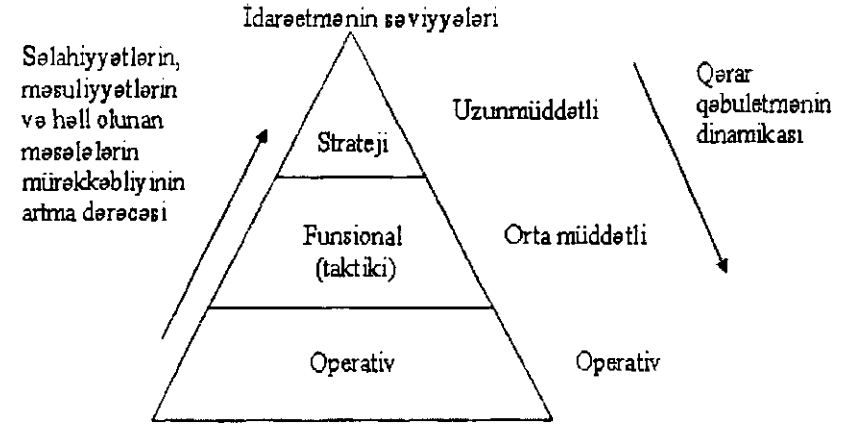 İdarəetmənin səviyyələri
Səlahiyyətlərin,
məsuliyyətlərin
və həll olunan
məsələlərin
mürəkkəbliyinin
artma dərəcəsi
Strateji
Funsional
(taktiki)
Operativ
Uzunmüddətli
Orta müddətli
Operativ
Qərar
qəbuletmənin
dinamikası